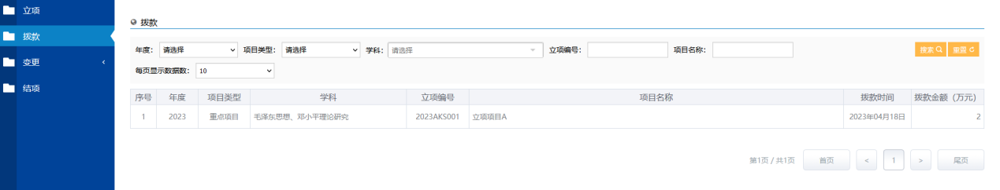 立项
拨款
变更
结项
拨款
年度： 请选择 项目类型： 请选择 学科： 请选择 立项编号： 项目名称： 搜索 重置
每页显示数据数： 10
序号 年度 项目类型 学科 立项编号 项目名称 拨款时间 拨款金额（万元）
1 2023 重点项目 毛泽东思想、邓小平理论研究 2023AKS001 立项项目A 2023年04月18日 2
第1页 / 共1页 首页 < 1 > 尾页